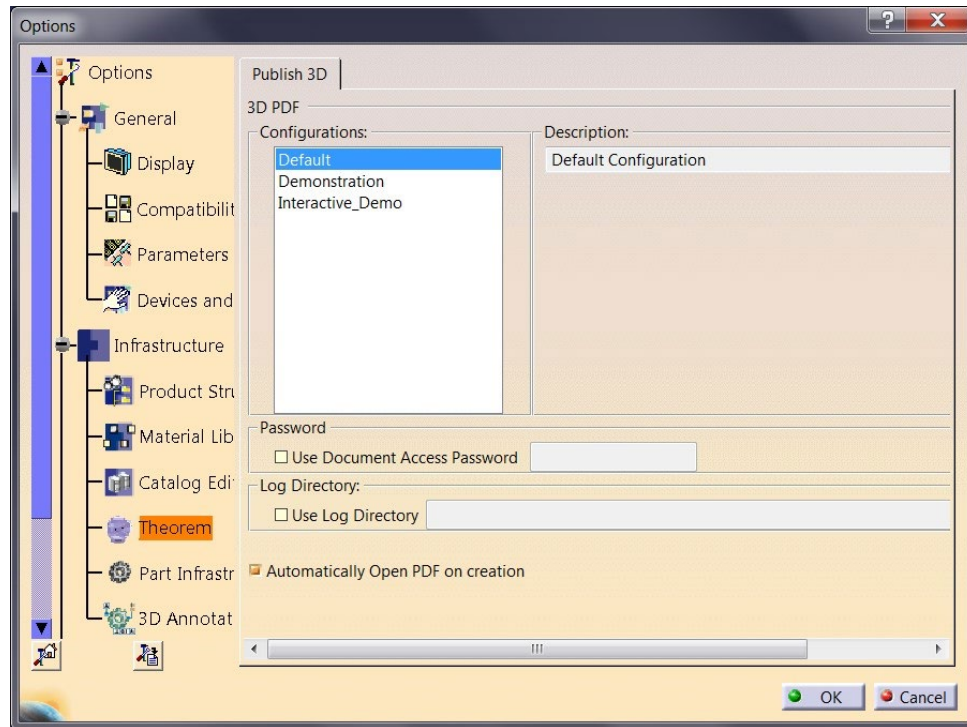 Options
Options
General
Display
Compatibilit
Parameters
Devices and
Infrastructure
Product Stru
Material Lib
Catalog Edi
Theorem
Part Infrastr
3D Annotat
Publish 3D
3D PDF
Configurations:
Default
Demonstration
Interactive_Demo
Description:
Default Configuration
Password
Use Document Access Password
Log Directory:
Use Log Directory
Automatically Open PDF on creation
OK
Cancel